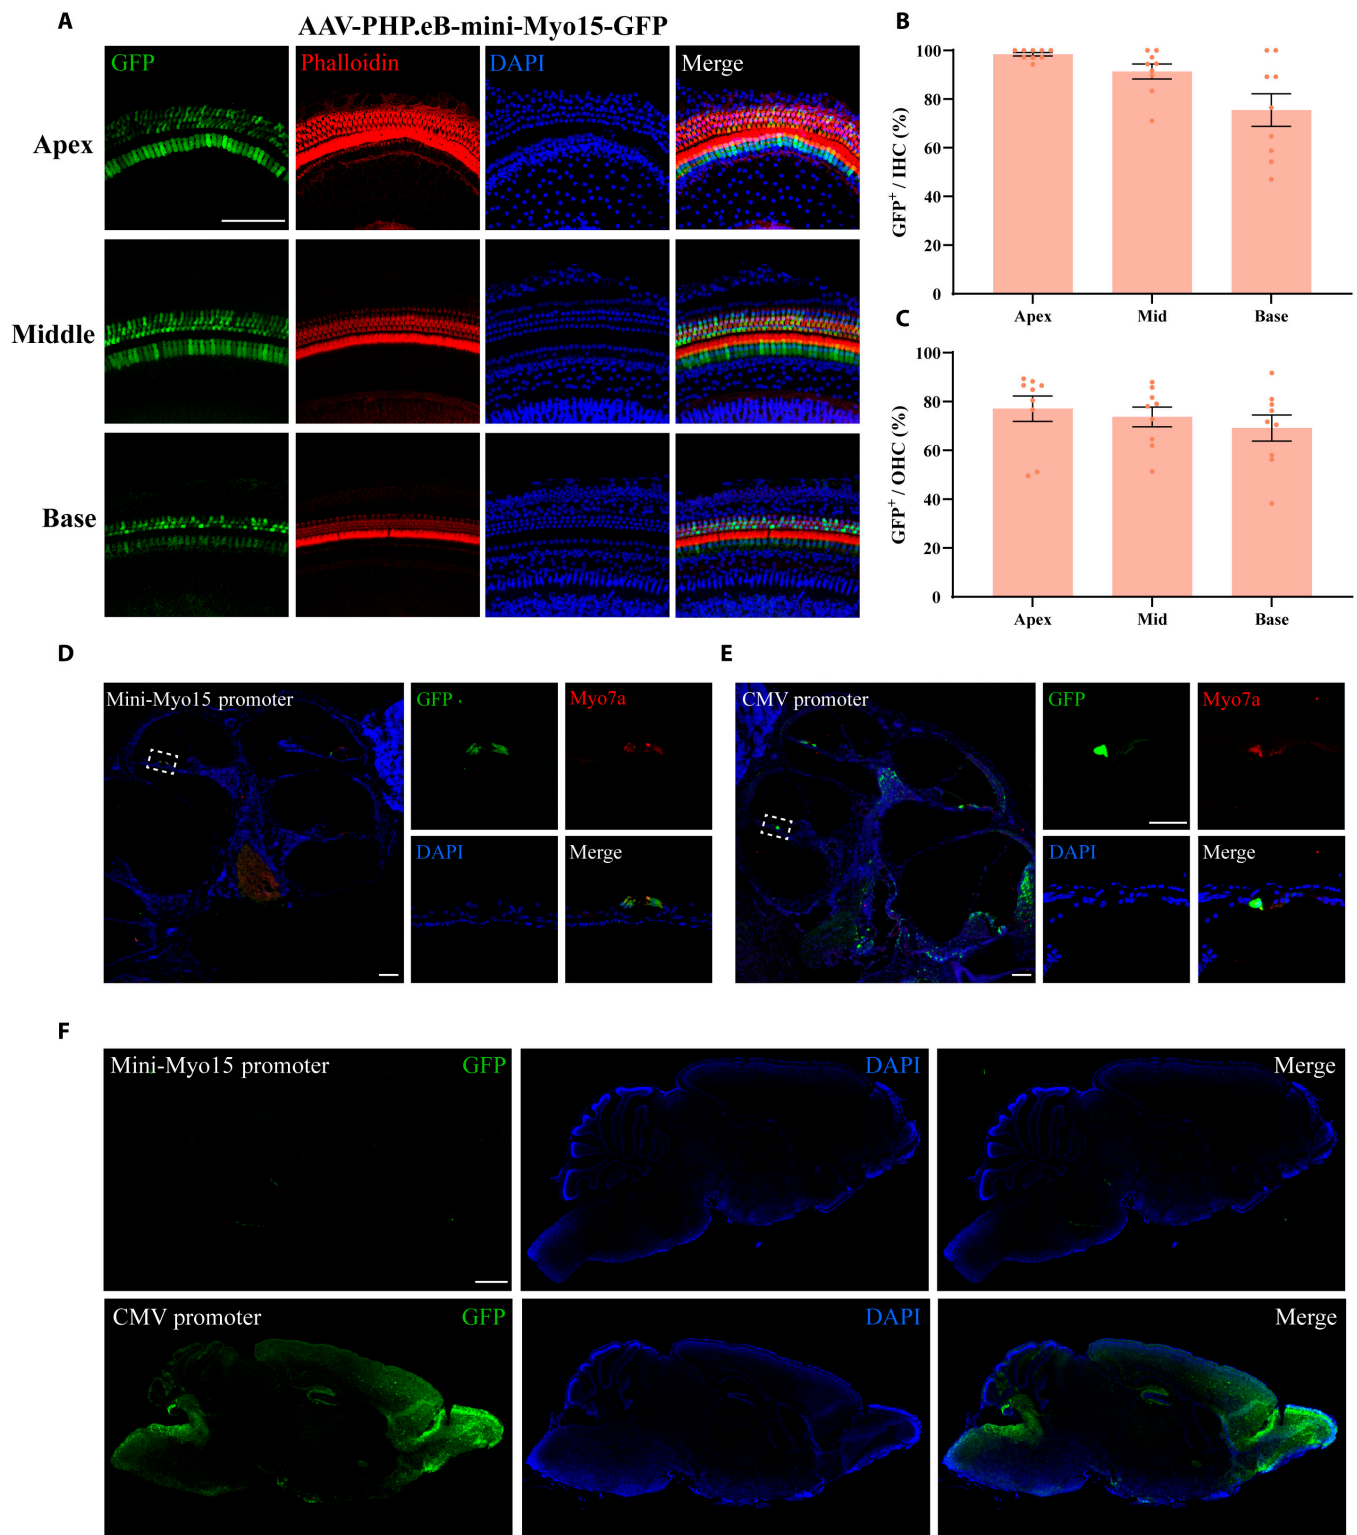 A
AAV-PHP.eB-mini-Myo15-GFP
GFP
Phalloidin
DAPI
Merge
Apex
Middle
Base
B
GFP+ / IHC (%)
100
80
60
40
20
0
Apex
Mid
Base
C
GFP+ / OHC (%)
100
80
60
40
20
0
Apex
Mid
Base
D
Mini-Myo15 promoter
GFP
Myo7a
DAPI
Merge
E
CMV promoter
GFP
Myo7a
DAPI
Merge
F
Mini-Myo15 promoter
GFP
DAPI
Merge
CMV promoter
GFP
DAPI
Merge